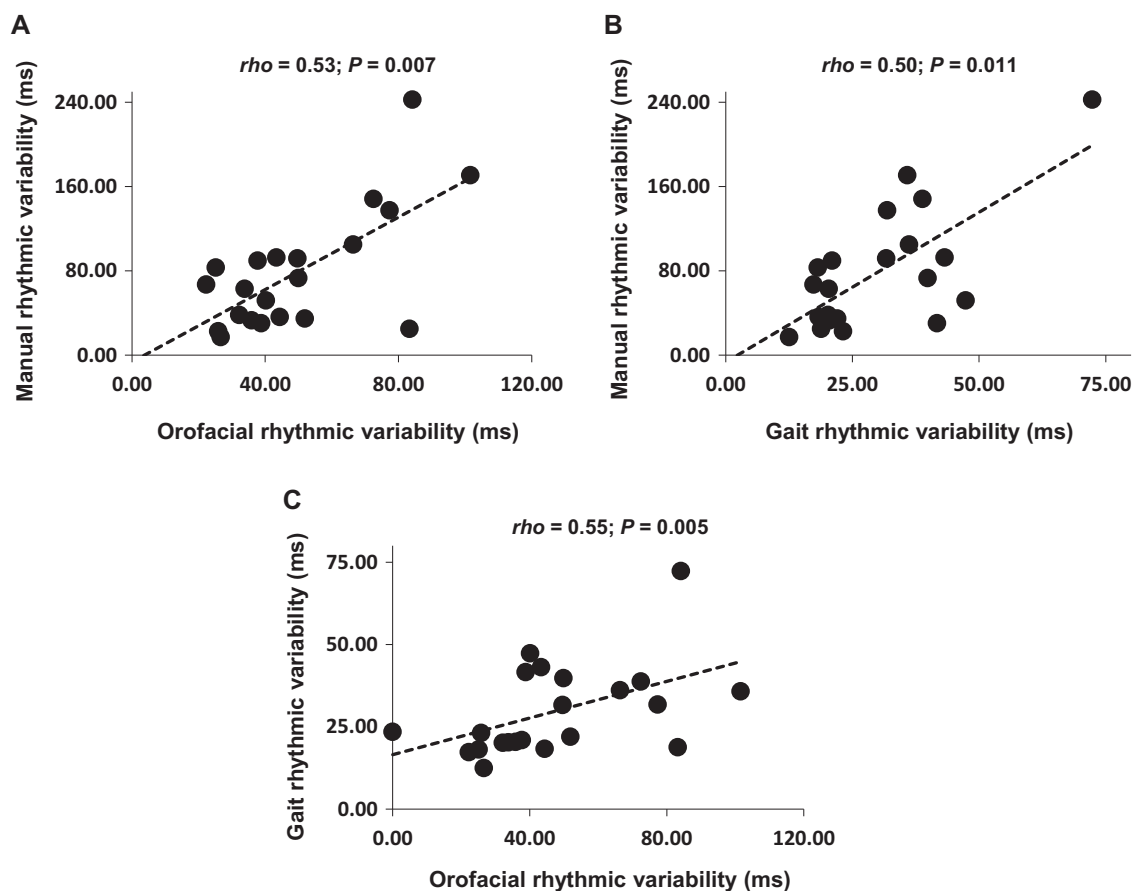 A
rho = 0.53; P = 0.007
Manual rhythmic variability (ms)
240.00
160.00
80.00
0.00
0.00 40.00 80.00 120.00
Orofacial rhythmic variability (ms)
B
rho = 0.50; P = 0.011
Manual rhythmic variability (ms)
240.00
160.00
80.00
0.00
0.00 25.00 50.00 75.00
Gait rhythmic variability (ms)
C
rho = 0.55; P = 0.005
Gait rhythmic variability (ms)
75.00
50.00
25.00
0.00
0.00 40.00 80.00 120.00
Orofacial rhythmic variability (ms)